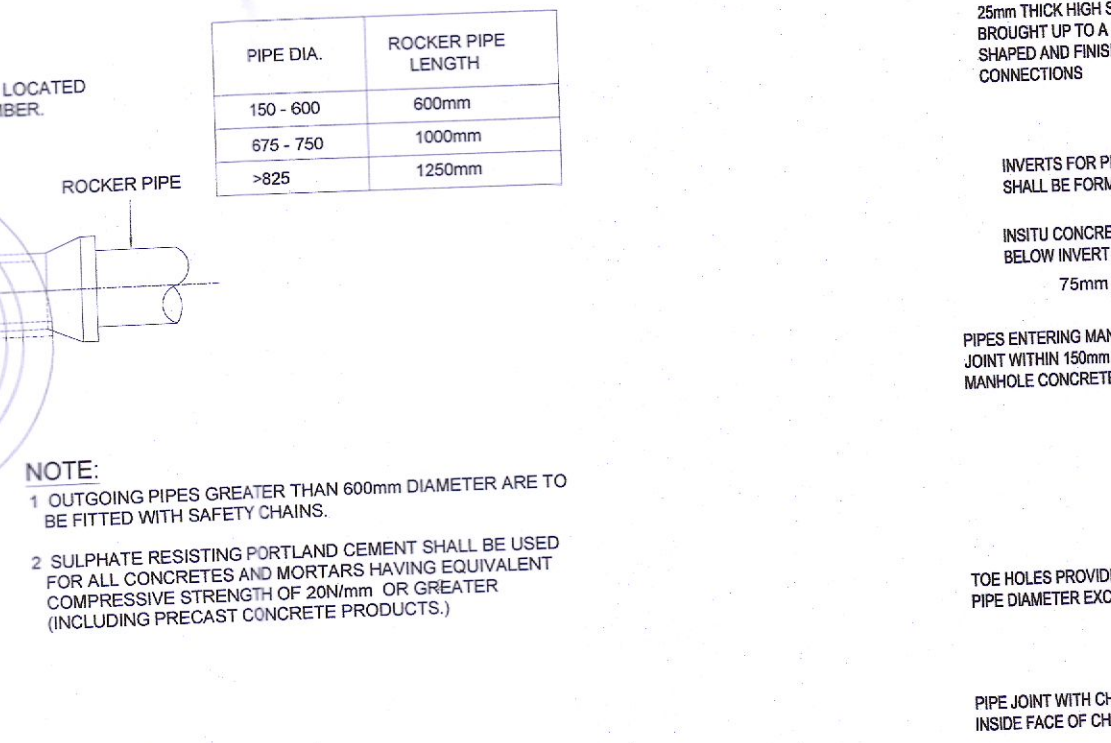 LOCATED
PIPE DIA.
ROCKER PIPE
LENGTH
150 - 600
600mm
675 - 750
1000mm
>825
1250mm
ROCKER PIPE
NOTE:
1 OUTGOING PIPES GREATER THAN 600mm DIAMETER ARE TO
BE FITTED WITH SAFETY CHAINS.
2 SULPHATE RESISTING PORTLAND CEMENT SHALL BE USED
FOR ALL CONCRETES AND MORTARS HAVING EQUIVALENT
COMPRESSIVE STRENGTH OF 20N/mm OR GREATER
(INCLUDING PRECAST CONCRETE PRODUCTS.)
25mm THICK HIGH
BROUGHT UP TO A
SHAPED AND
CONNECTIONS
INVERTS FOR
SHALL BE
INSITU
BELOW INVERT
75mm
PIPES ENTERING
JOINT WITHIN 150mm
MANHOLE
TOE HOLES
PIPE DIAMETER
PIPE JOINT WITH
INSIDE FACE OF